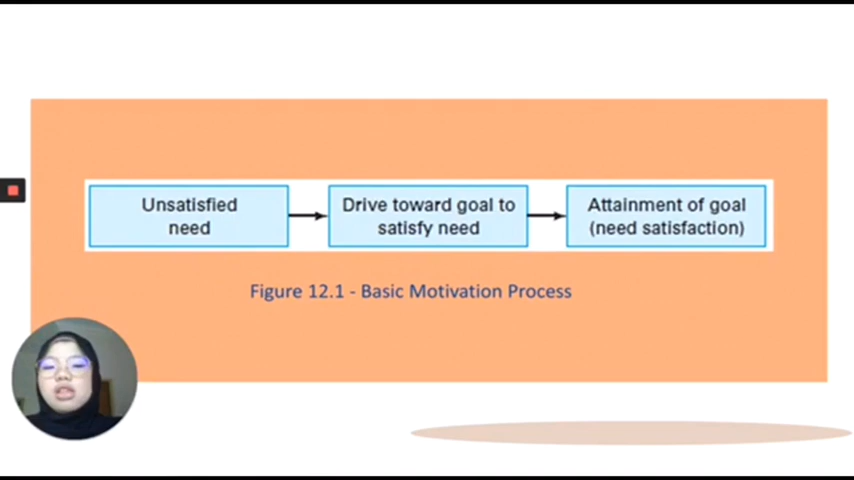 Unsatisfied
need
Drive toward goal to
satisfy need
Attainment of goal
(need satisfaction)
Figure 12.1 - Basic Motivation Process